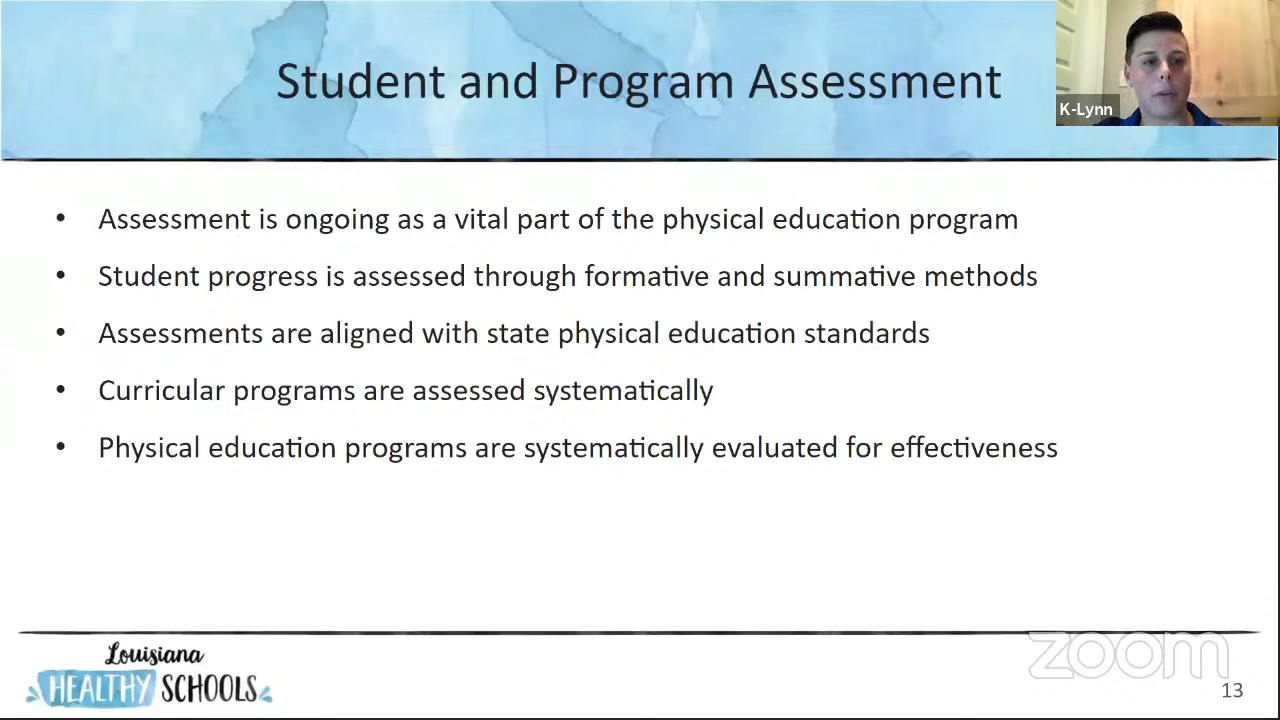 Student and Program Assessment
K-Lynn
• Assessment is ongoing as a vital part of the physical education program
• Student progress is assessed through formative and summative methods
• Assessments are aligned with state physical education standards
• Curricular programs are assessed systematically
• Physical education programs are systematically evaluated for effectiveness
Louisiana
HEALTHY SCHOOLS
zoom
13